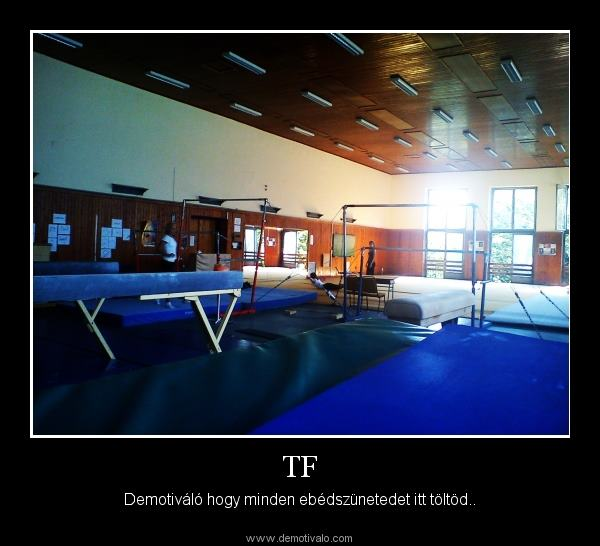 TF
Demotiváló hogy minden ebédszünetedet itt töltöd..
www.demotivalo.com